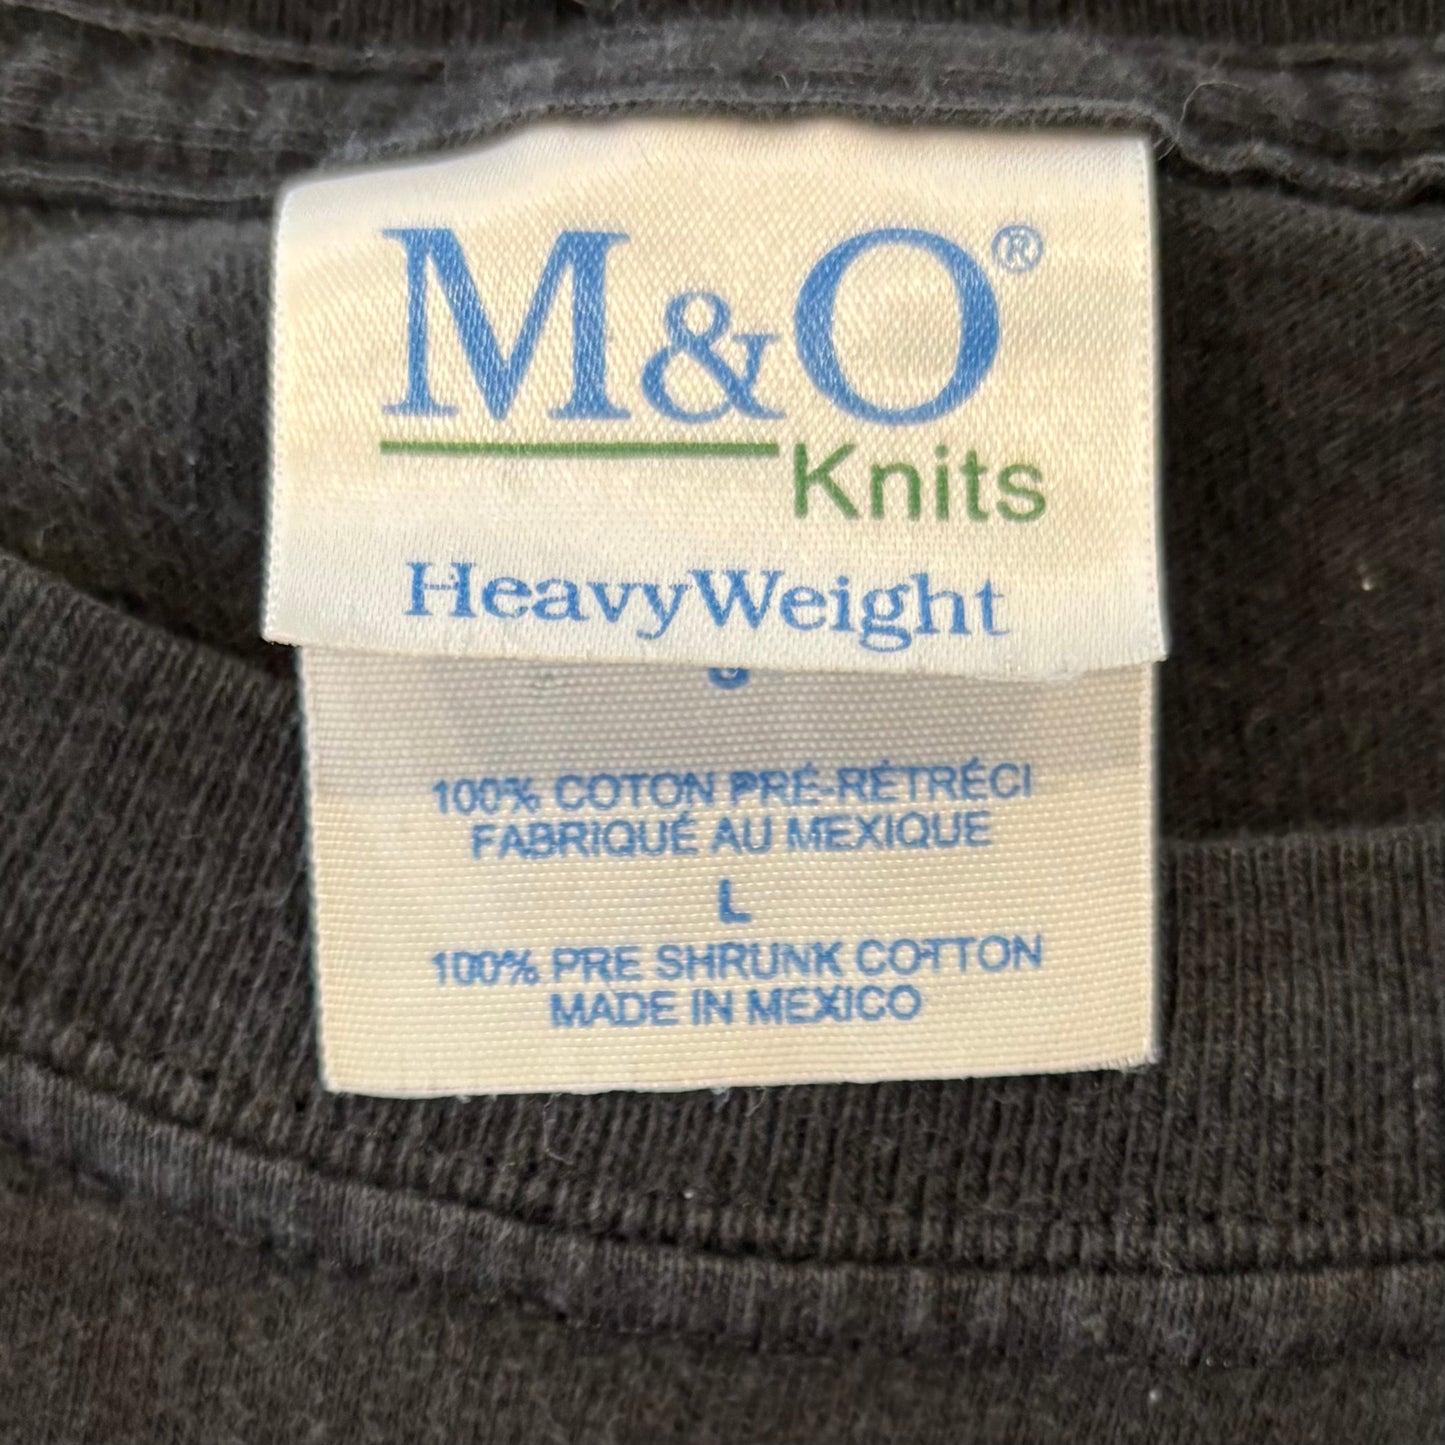 M&O®
Knits
HeavyWeight
100% COTON PRÉ-RÉTRÉCI
FABRIQUÉ AU MEXIQUE
L
100% PRE SHRUNK COTTON
MADE IN MEXICO